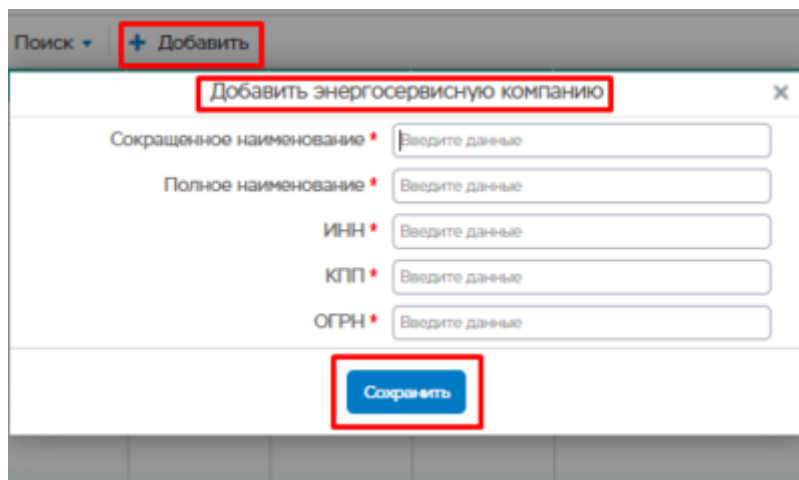 Поиск + Добавить
Добавить энергосервисную компанию ×
Сокращенное наименование * Введите данные
Полное наименование * Введите данные
ИНН * Введите данные
КПП * Введите данные
ОГРН * Введите данные
Сохранить